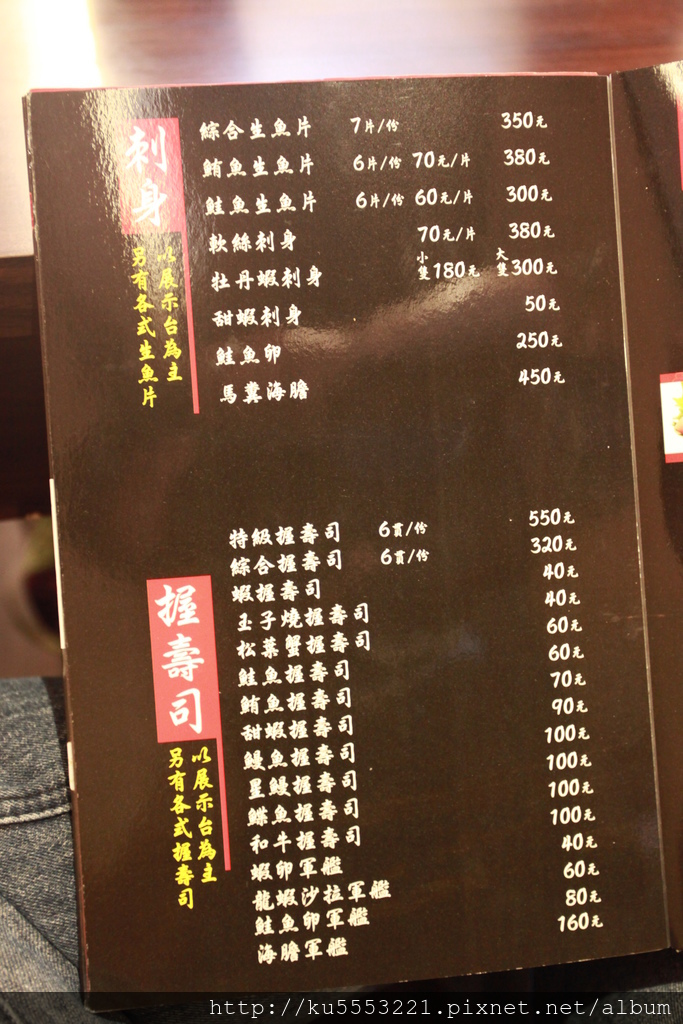 刺身
另有各式生魚片
以展示台為主
綜合生魚片 7片/份 350元
鮪魚生魚片 6片/份 70元/片 380元
鮭魚生魚片 6片/份 60元/片 300元
軟絲刺身 70元/片 380元
牡丹蝦刺身 小隻180元 大隻300元
甜蝦刺身 50元
鮭魚卵 250元
馬糞海膽 450元
握壽司
另有各式握壽司
以展示台為主
特級握壽司 6貫/份 550元
綜合握壽司 6貫/份 320元
蝦握壽司 40元
玉子燒握壽司 40元
松葉蟹握壽司 60元
鮭魚握壽司 60元
鮪魚握壽司 70元
甜蝦握壽司 90元
鰻魚握壽司 100元
星鰻握壽司 100元
鰈魚握壽司 100元
和牛握壽司 100元
蝦卵軍艦 40元
龍蝦沙拉軍艦 60元
鮭魚卵軍艦 80元
海膽軍艦 160元
http://ku5553221.pixnet.net/album